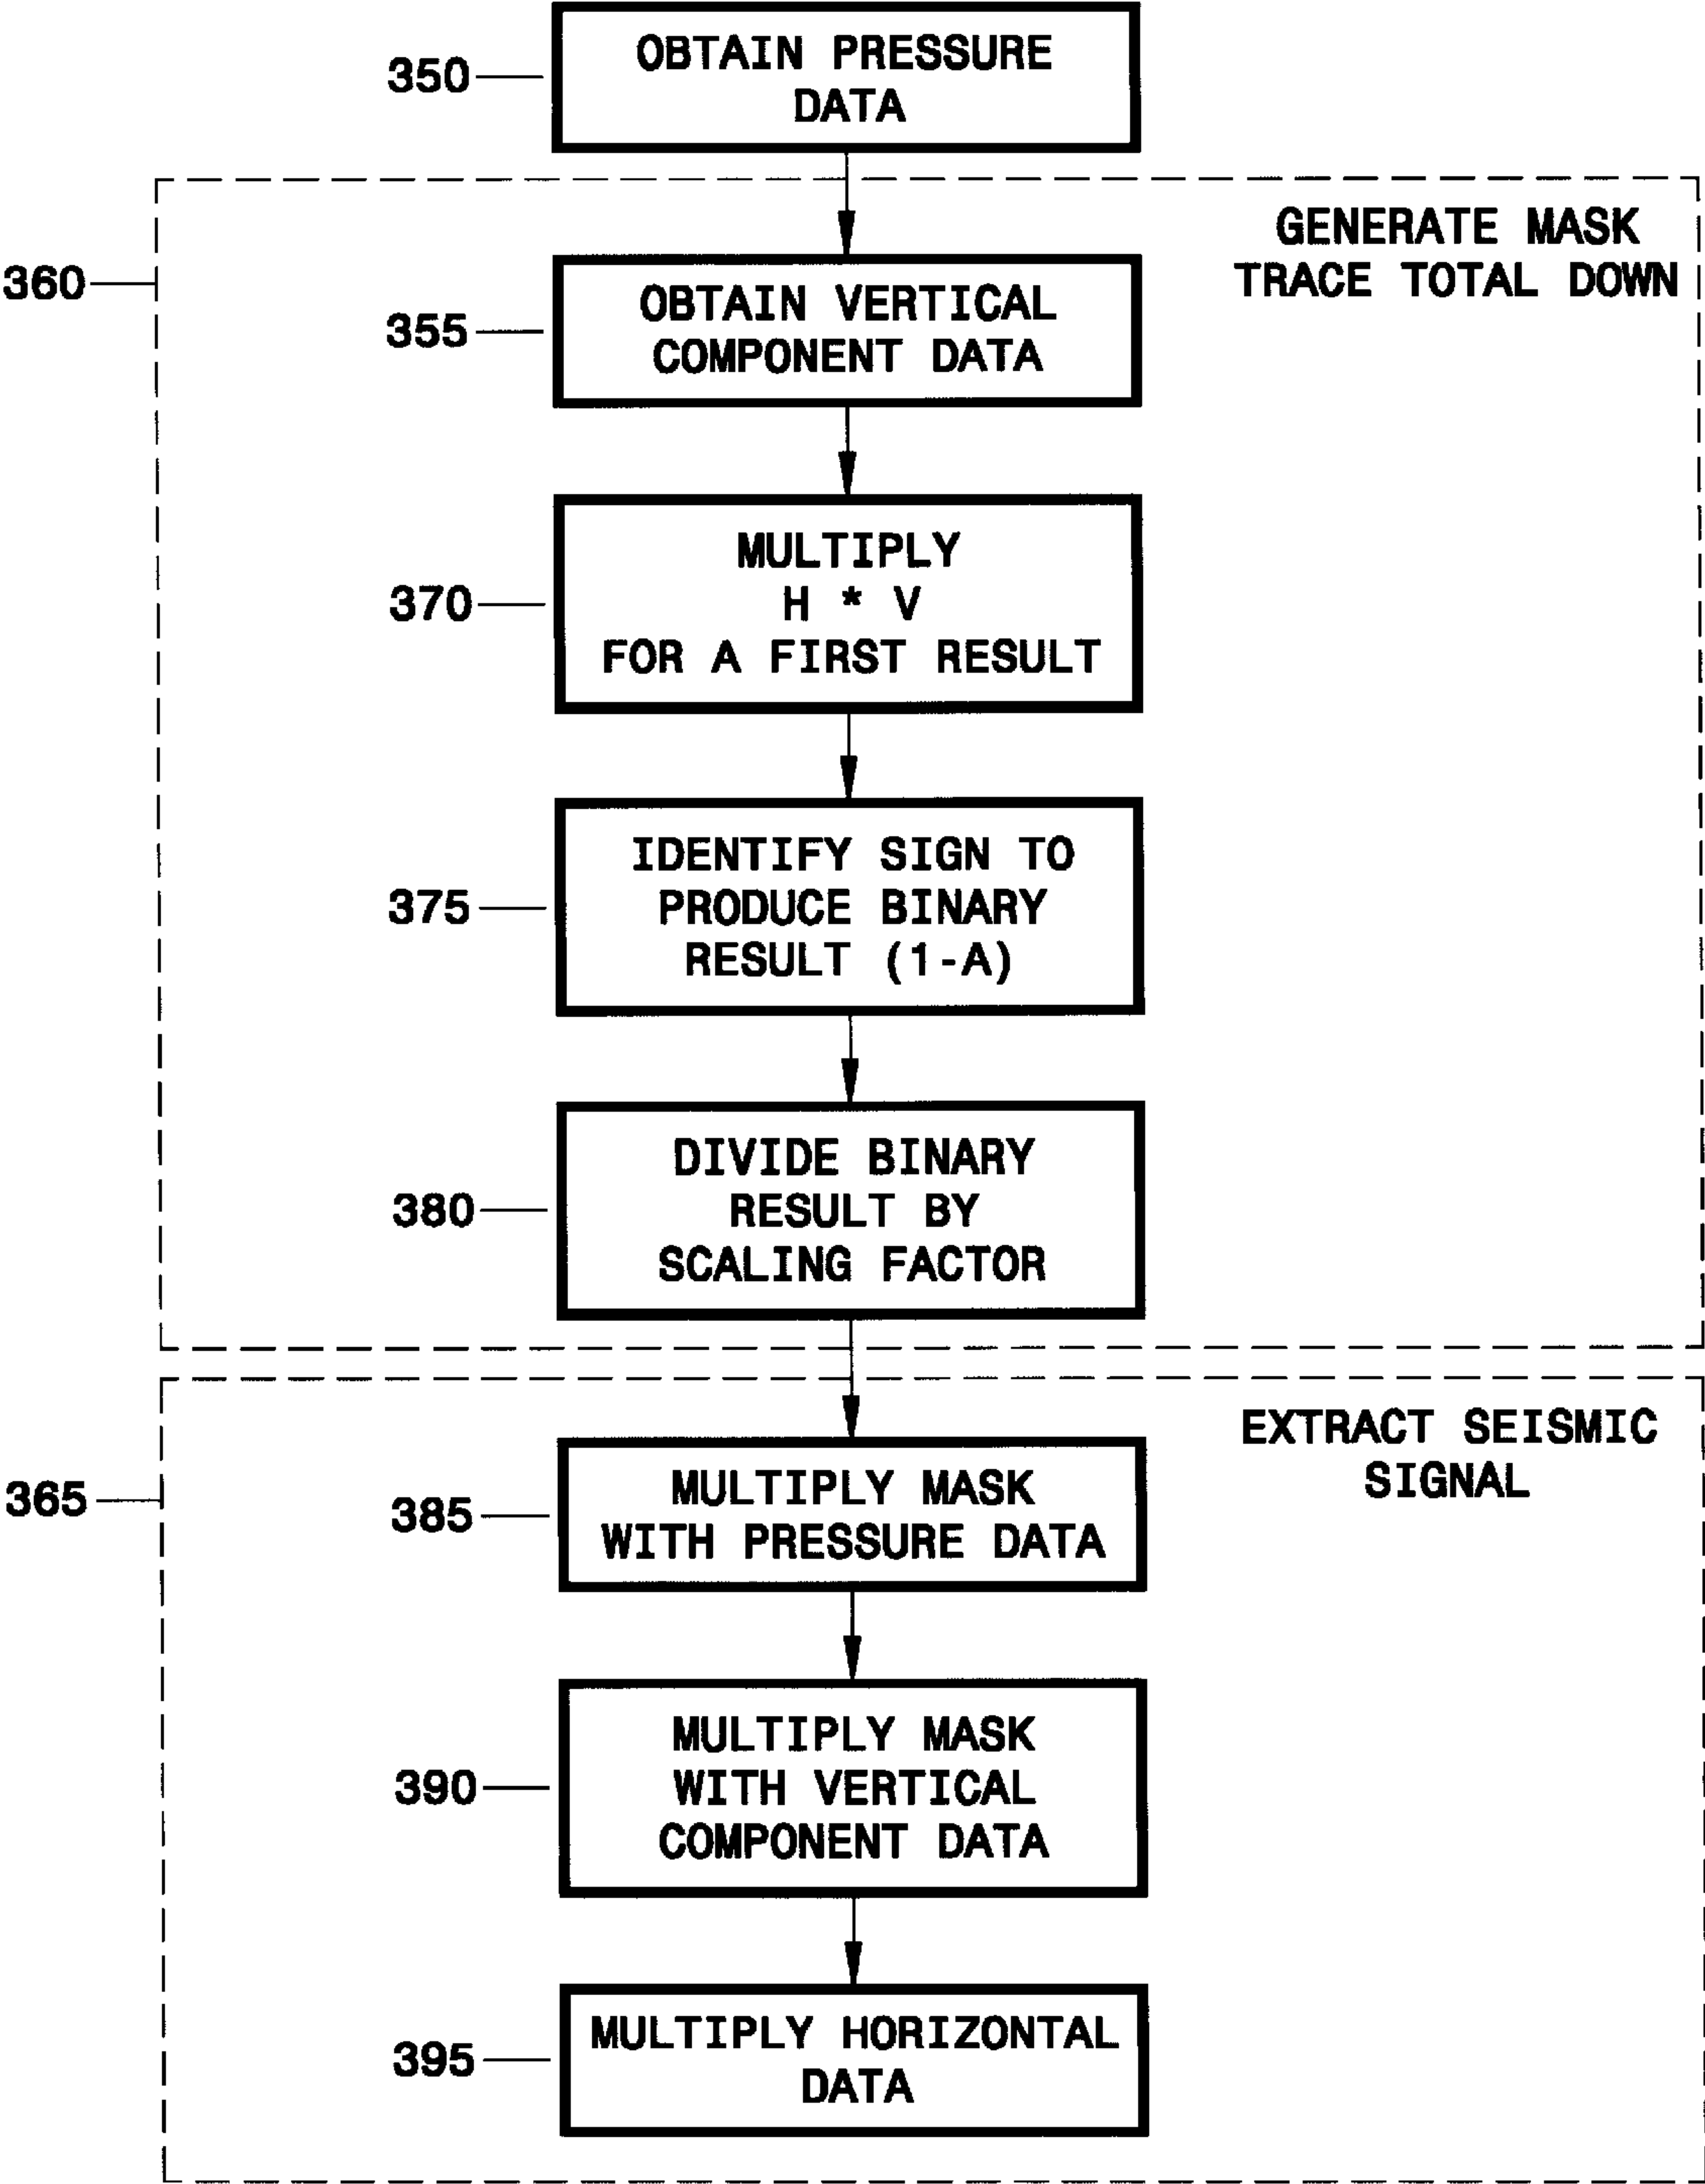 350
OBTAIN PRESSURE
DATA
360
GENERATE MASK
TRACE TOTAL DOWN
355
OBTAIN VERTICAL
COMPONENT DATA
370
MULTIPLY
H * V
FOR A FIRST RESULT
375
IDENTIFY SIGN TO
PRODUCE BINARY
RESULT (1-A)
380
DIVIDE BINARY
RESULT BY
SCALING FACTOR
365
EXTRACT SEISMIC
SIGNAL
385
MULTIPLY MASK
WITH PRESSURE DATA
390
MULTIPLY MASK
WITH VERTICAL
COMPONENT DATA
395
MULTIPLY HORIZONTAL
DATA